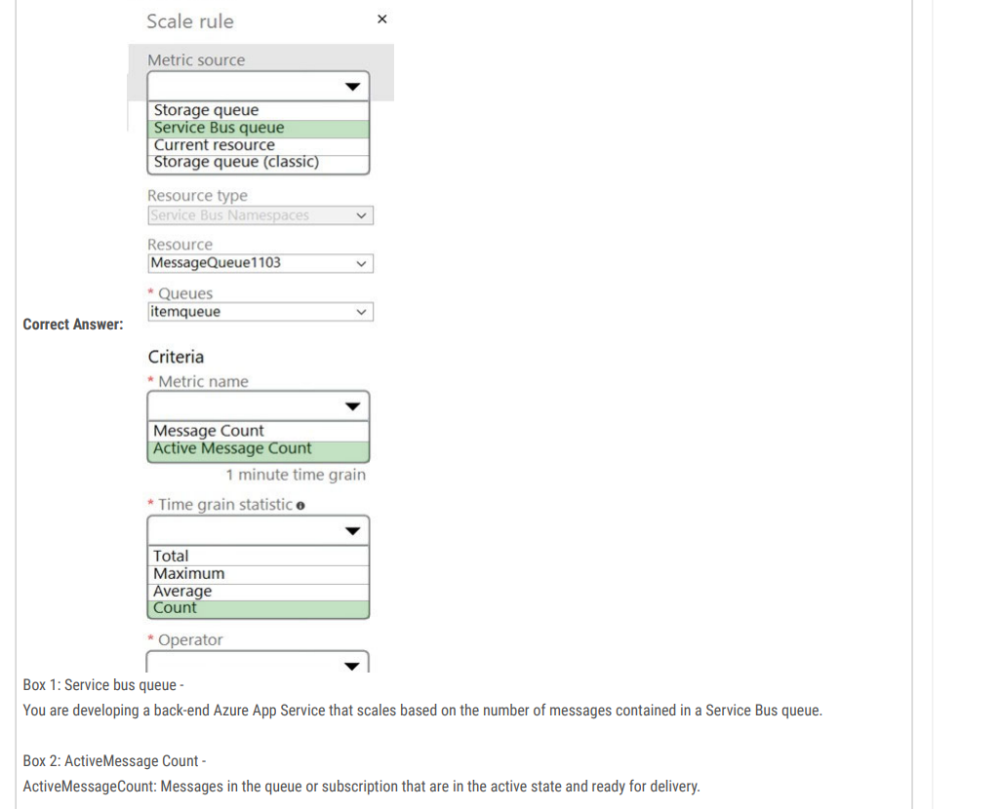 Scale rule ×
Metric source
Storage queue
Service Bus queue
Current resource
Storage queue (classic)
Resource type
Service Bus Namespaces
Resource
MessageQueue1103
* Queues
itemqueue
Correct Answer:
Criteria
* Metric name
Message Count
Active Message Count
1 minute time grain
* Time grain statistic
Total
Maximum
Average
Count
* Operator
Box 1: Service bus queue -
You are developing a back-end Azure App Service that scales based on the number of messages contained in a Service Bus queue.
Box 2: ActiveMessage Count -
ActiveMessageCount: Messages in the queue or subscription that are in the active state and ready for delivery.